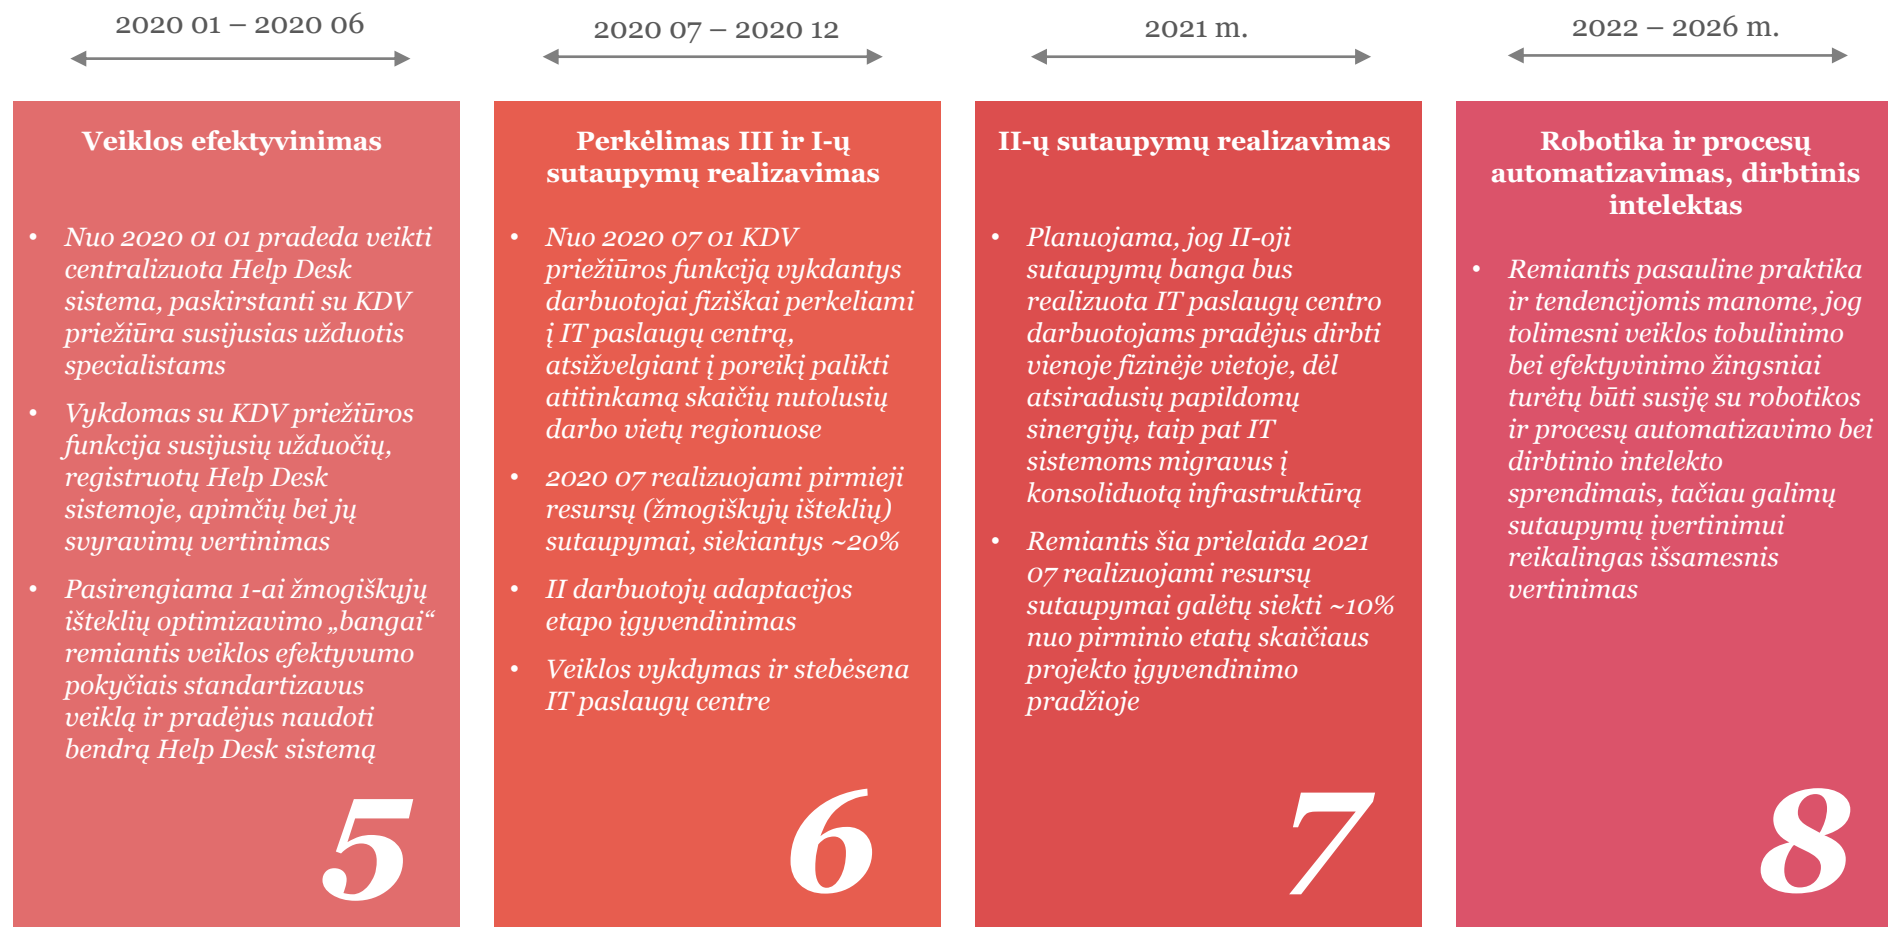 2020 01 – 2020 06
Veiklos efektyvinimas
• Nuo 2020 01 01 pradeda veikti
centralizuota Help Desk
sistema, paskirstanti su KDV
priežiūra susijusias užduotis
specialistams
• Vykdomas su KDV priežiūros
funkcija susijusių užduočių,
registruotų Help Desk
sistemoje, apimčių bei jų
svyravimų vertinimas
• Pasirengiama 1-ai žmogiškųjų
išteklių optimizavimo „bangai“
remiantis veiklos efektyvumo
pokyčiais standartizavus
veiklą ir pradėjus naudoti
bendrą Help Desk sistemą
5
2020 07 – 2020 12
Perkėlimas III ir I-ų
sutaupymų realizavimas
• Nuo 2020 07 01 KDV
priežiūros funkciją vykdantys
darbuotojai fiziškai perkeliami
į IT paslaugų centrą,
atsižvelgiant į poreikį palikti
atitinkamą skaičių nutolusių
darbo vietų regionuose
• 2020 07 realizuojami pirmieji
resursų (žmogiškųjų išteklių)
sutaupymai, siekiantys ~20%
• II darbuotojų adaptacijos
etapo įgyvendinimas
• Veiklos vykdymas ir stebėsena
IT paslaugų centre
6
2021 m.
II-ų sutaupymų realizavimas
• Planuojama, jog II-oji
sutaupymų banga bus
realizuota IT paslaugų centro
darbuotojams pradėjus dirbti
vienoje fizinėje vietoje, dėl
atsiradusių papildomų
sinergijų, taip pat IT
sistemoms migravus į
konsoliduotą infrastruktūrą
• Remiantis šia prielaida 2021
07 realizuojami resursų
sutaupymai galėtų siekti ~10%
nuo pirminio etatų skaičiaus
projekto įgyvendinimo
pradžioje
7
2022 – 2026 m.
Robotika ir procesų
automatizavimas, dirbtinis
intelektas
• Remiantis pasauline praktika
ir tendencijomis manome, jog
tolimesni veiklos tobulinimo
bei efektyvinimo žingsniai
turėtų būti susiję su robotikos
ir procesų automatizavimo bei
dirbtinio intelekto
sprendimais, tačiau galimų
sutaupymų įvertinimui
reikalingas išsamesnis
vertinimas
8